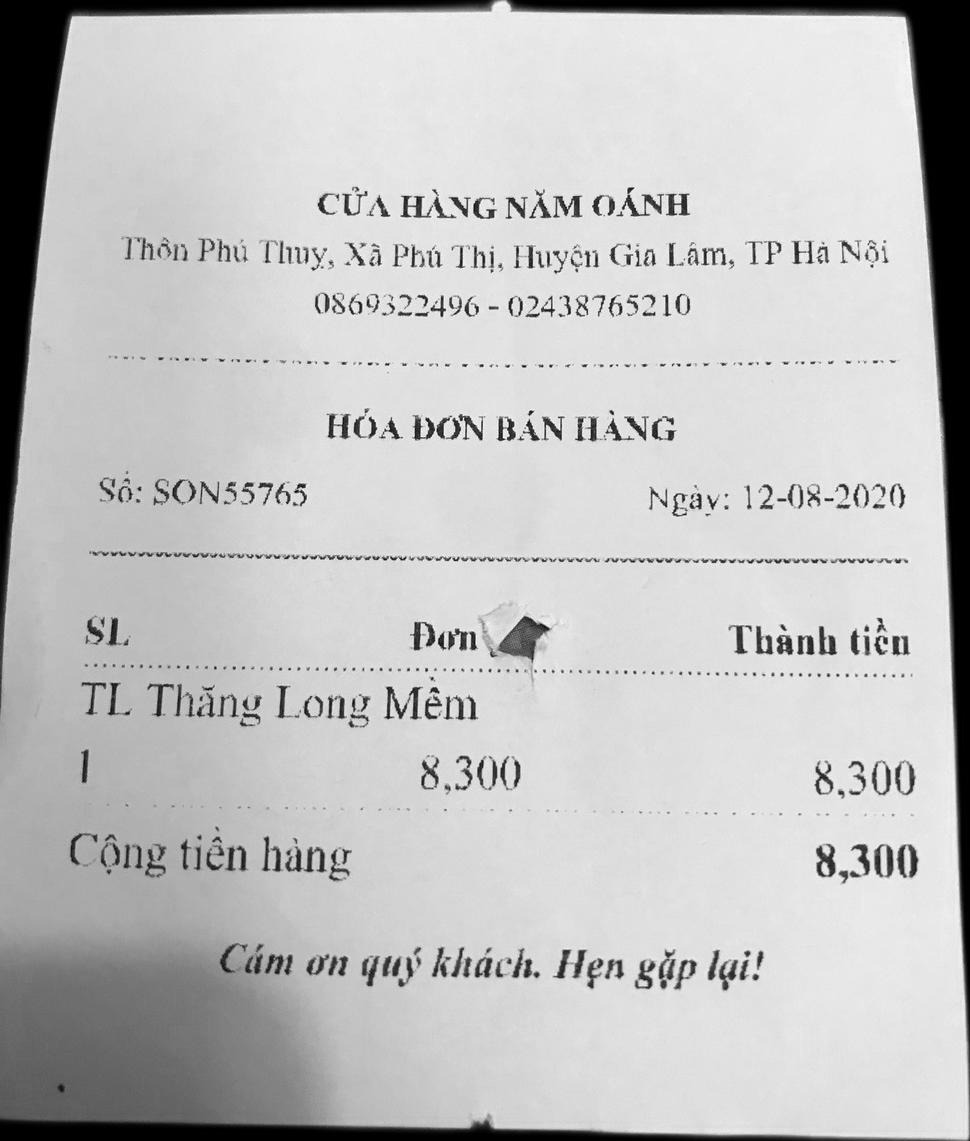 CỬA HÀNG NĂM OÁNH
Thôn Phú Thuỵ, Xã Phú Thị, Huyện Gia Lâm, TP Hà Nội
0869322496 - 02438765210
HÓA ĐƠN BÁN HÀNG
Số: SON55765 Ngày: 12-08-2020
SL Đơn Thành tiền
TL Thăng Long Mềm
1 8,300 8,300
Cộng tiền hàng 8,300
Cám ơn quý khách. Hẹn gặp lại!